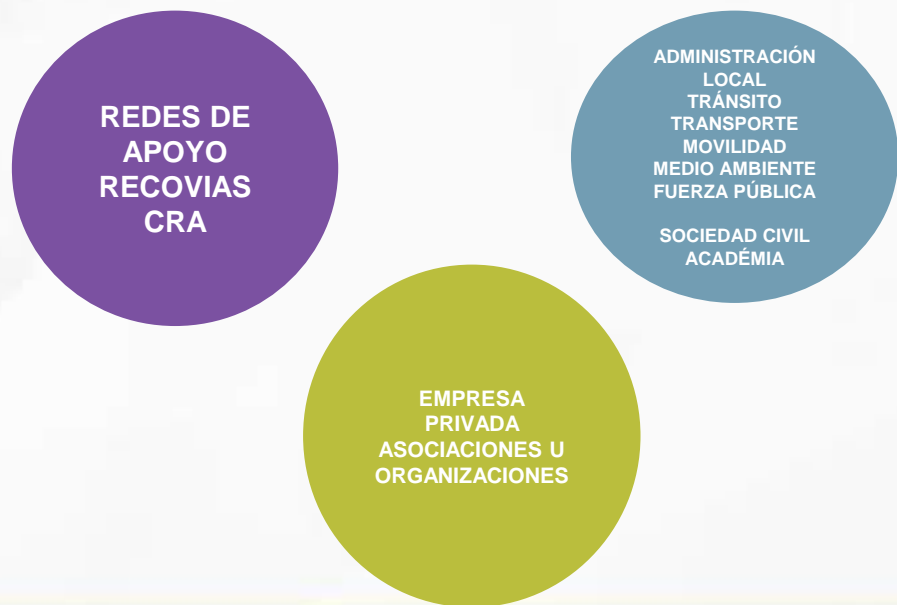 REDES DE
APOYO
RECOVIAS
CRA
ADMINISTRACIÓN
LOCAL
TRÁNSITO
TRANSPORTE
MOVILIDAD
MEDIO AMBIENTE
FUERZA PÚBLICA
SOCIEDAD CIVIL
ACADÉMIA
EMPRESA
PRIVADA
ASOCIACIONES U
ORGANIZACIONES